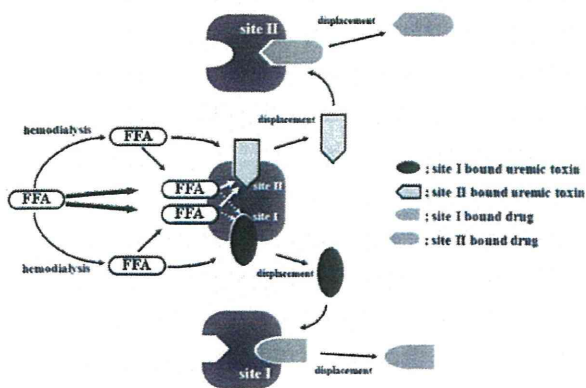 site II
displacement
displacement
hemodialysis
FFA
FFA
site II
FFA
FFA
site I
FFA
hemodialysis
displacement
site I
displacement
: site I bound uremic toxin
: site II bound uremic toxin
: site I bound drug
: site II bound drug